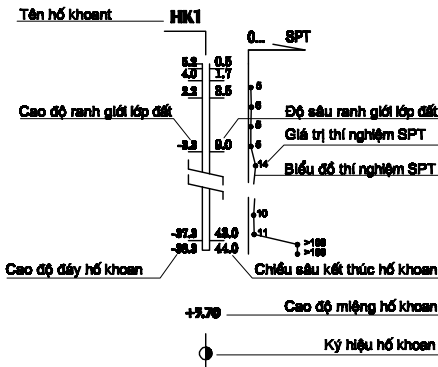 Tên hố khoant HK1
0... SPT
5.2 0.5
4.0 1.7
2.2 3.5
Cao độ ranh giới lớp đất
Độ sâu ranh giới lớp đất
Giá trị thí nghiệm SPT
-3.3 9.0
14
Biểu đồ thí nghiệm SPT
10
11
-37.3 43.0
>100
-38.3 44.0
>100
Cao độ đáy hố khoan
Chiều sâu kết thúc hố khoan
+7.70
Cao độ miệng hố khoan
Ký hiệu hố khoan